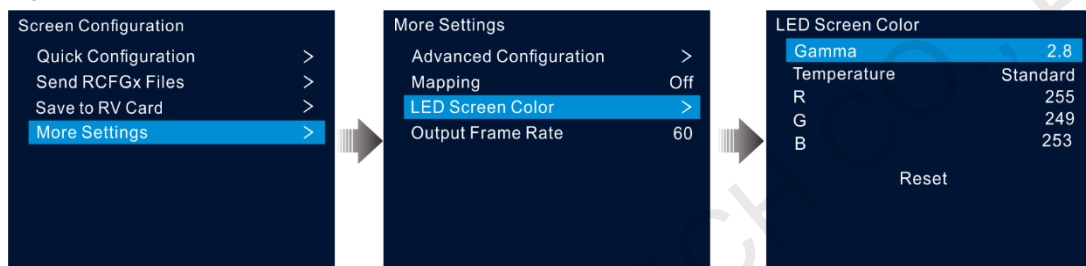 Screen Configuration
Quick Configuration >
Send RCFGx Files >
Save to RV Card >
More Settings >
More Settings
Advanced Configuration >
Mapping Off
LED Screen Color >
Output Frame Rate 60
LED Screen Color
Gamma 2.8
Temperature Standard
R 255
G 249
B 253
Reset